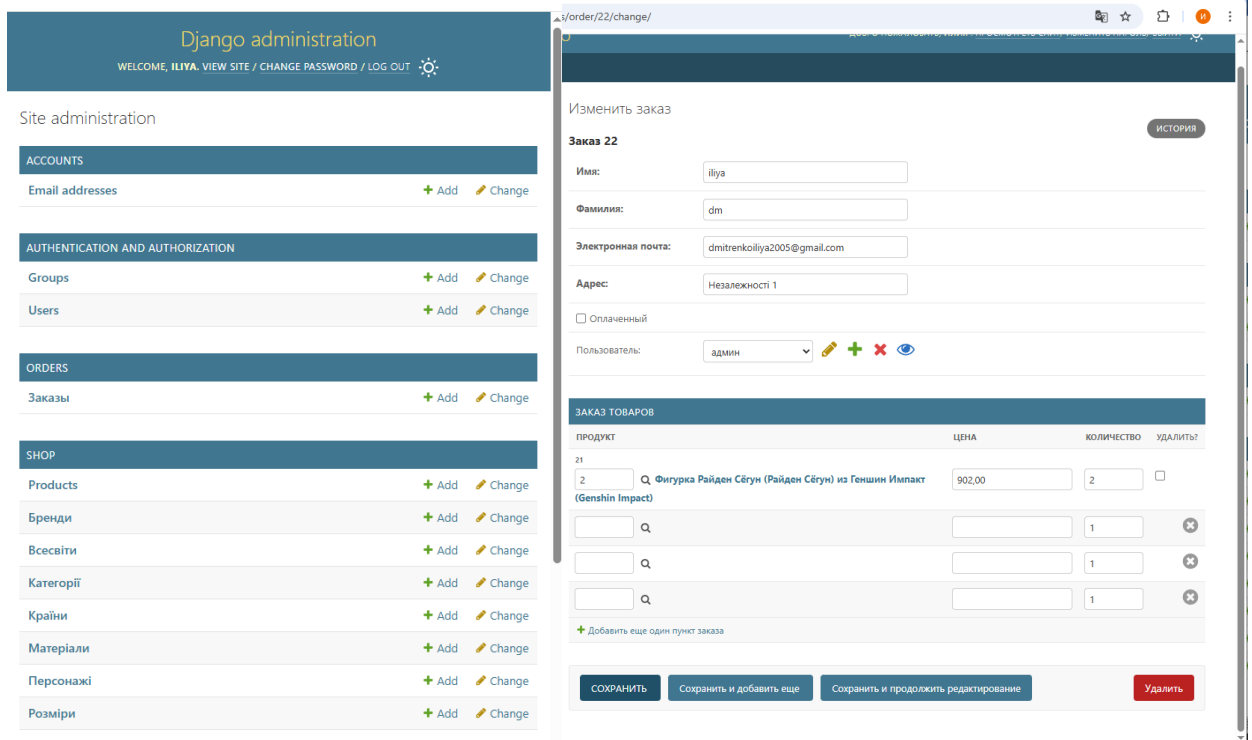 Django administration
WELCOME, ILIYA. VIEW SITE / CHANGE PASSWORD / LOG OUT
Site administration
ACCOUNTS
Email addresses Add Change
AUTHENTICATION AND AUTHORIZATION
Groups Add Change
Users Add Change
ORDERS
Заказы Add Change
SHOP
Products Add Change
Бренди Add Change
Всесвіти Add Change
Категорії Add Change
Країни Add Change
Матеріали Add Change
Персонажі Add Change
Розміри Add Change
s/order/22/change/
И
Изменить заказ
ИСТОРИЯ
Заказ 22
Имя: iliya
Фамилия: dm
Электронная почта: dmitrenkoiliya2005@gmail.com
Адрес: Незалежності 1
Оплаченный
Пользователь: админ
ЗАКАЗ ТОВАРОВ
ПРОДУКТ ЦЕНА КОЛИЧЕСТВО УДАЛИТЬ?
21
2 Фигурка Райден Сёгун (Райден Сёгун) из Геншин Импакт 902,00 2
(Genshin Impact)
1
1
1
Добавить еще один пункт заказа
СОХРАНИТЬ Сохранить и добавить еще Сохранить и продолжить редактирование Удалить